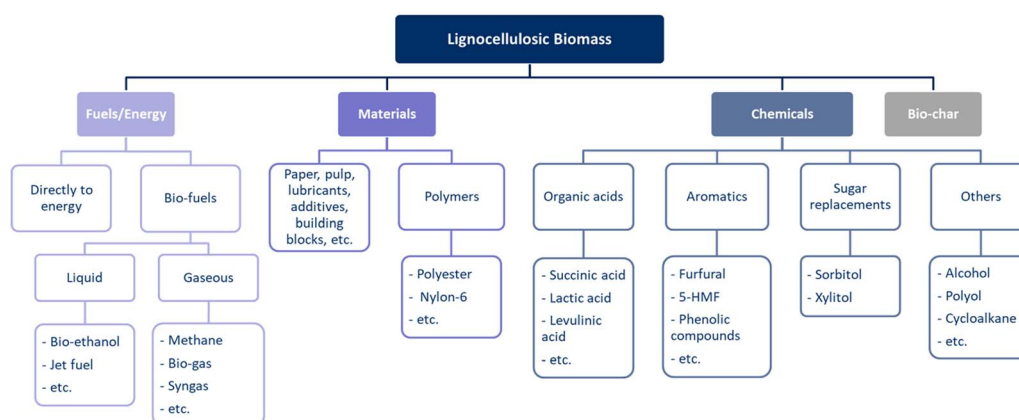 Lignocellulosic Biomass
Fuels/Energy
Materials
Chemicals
Bio-char
Directly to
energy
Bio-fuels
Paper, pulp,
lubricants,
additives,
building
blocks, etc.
Polymers
Organic acids
Aromatics
Sugar
replacements
Others
Liquid
Gaseous
- Polyester
- Nylon-6
- etc.
- Succinic acid
- Lactic acid
- Levulinic
acid
- etc.
- Furfural
- 5-HMF
- Phenolic
compounds
- etc.
- Sorbitol
- Xylitol
- Alcohol
- Polyol
- Cycloalkane
- etc.
- Bio-ethanol
- Jet fuel
- etc.
- Methane
- Bio-gas
- Syngas
- etc.